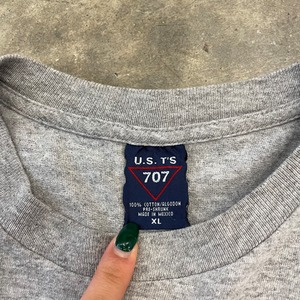 U.S. T'S
707
100% COTTON/ALGODON
PRE-SHRUNK
MADE IN MEXICO
XL